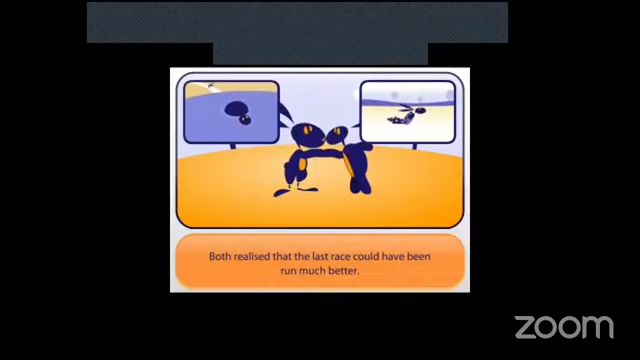 Both realised that the last race could have been
run much better.
zoom